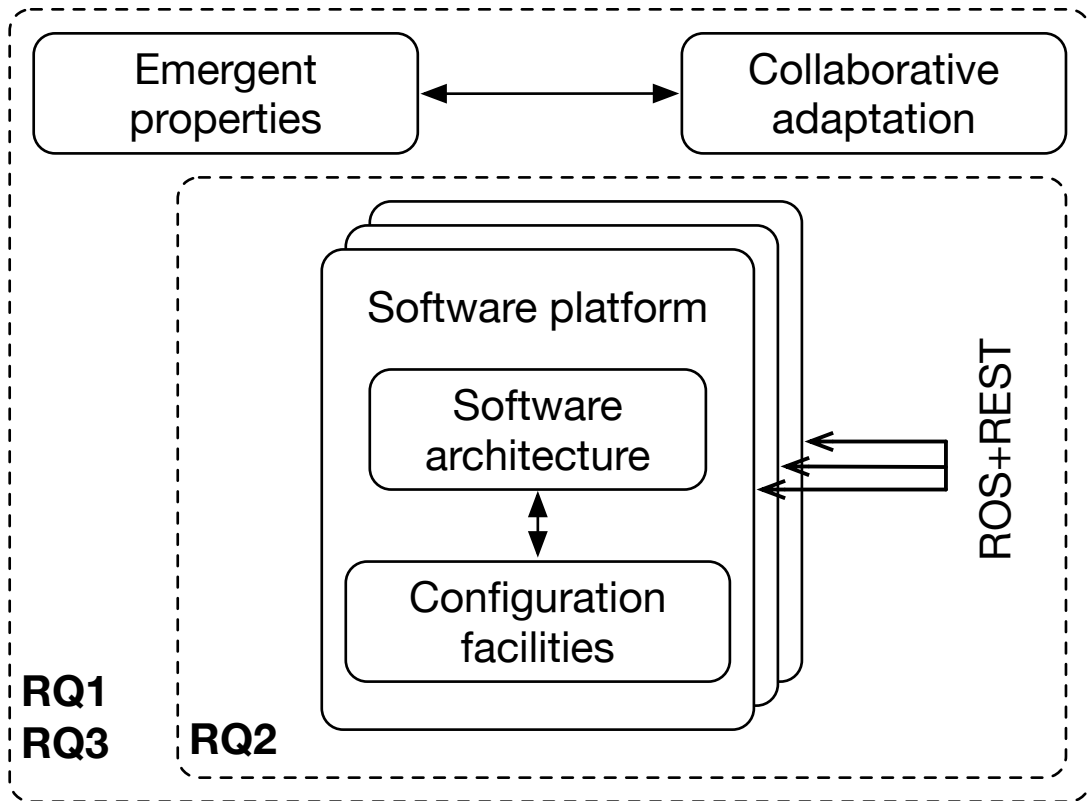 Emergent
properties
Collaborative
adaptation
Software platform
Software
architecture
Configuration
facilities
ROS+REST
RQ1
RQ3
RQ2